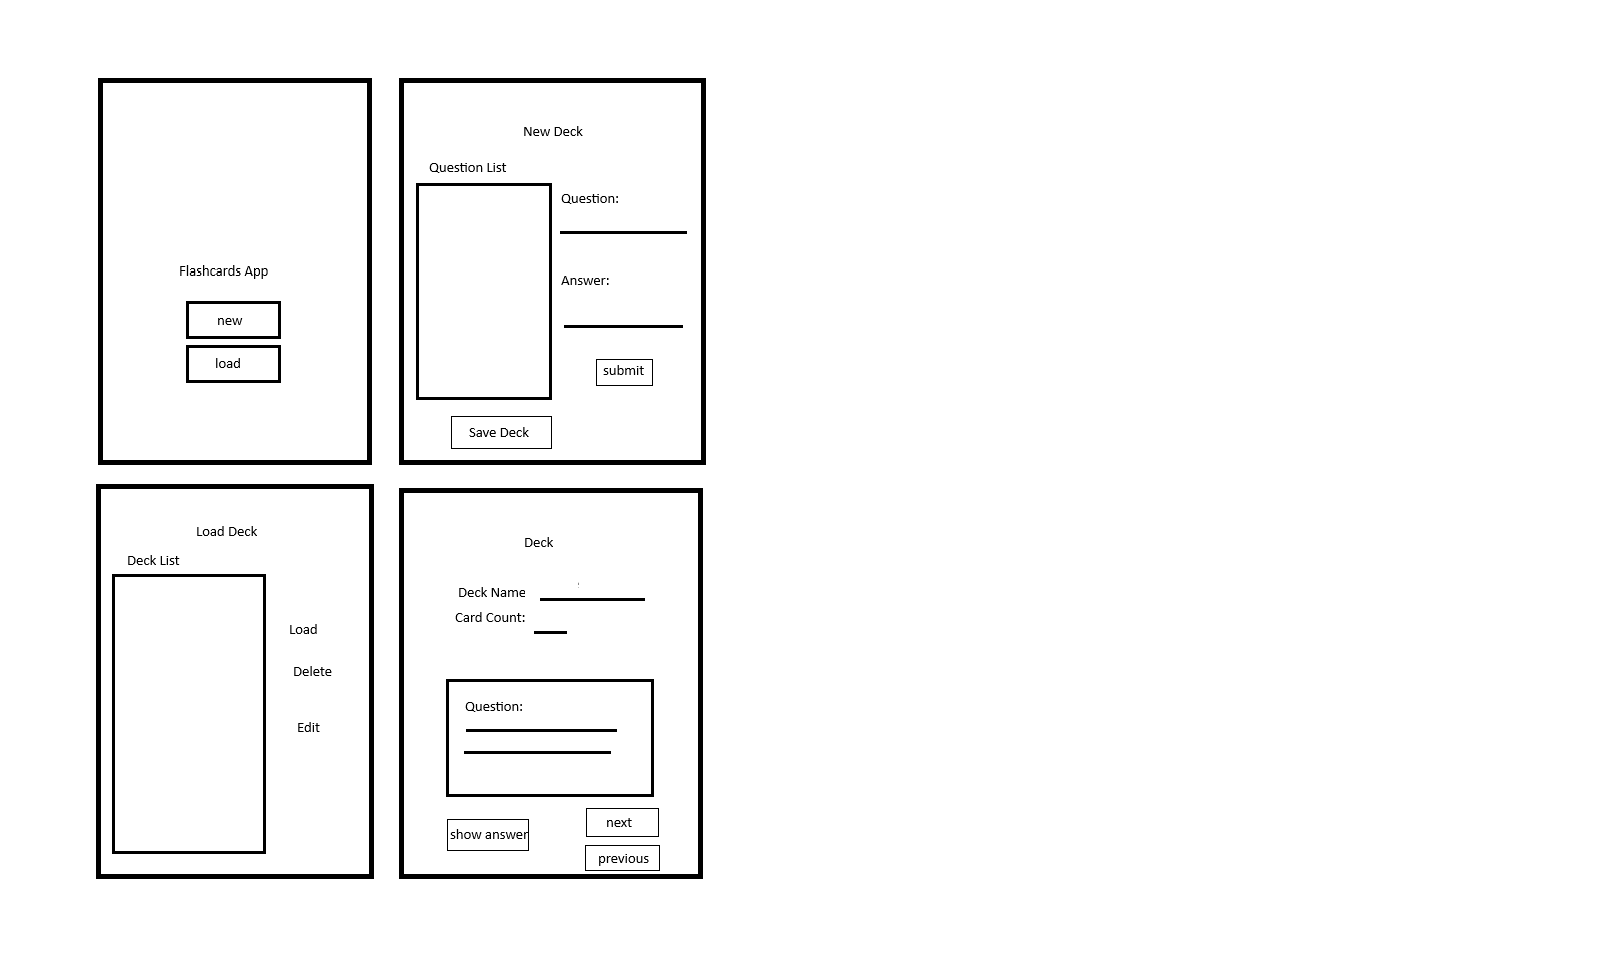 Flashcards App
new
load
New Deck
Question List
Question:
Answer:
submit
Save Deck
Load Deck
Deck List
Load
Delete
Edit
Deck
Deck Name
Card Count:
Question:
show answer
next
previous